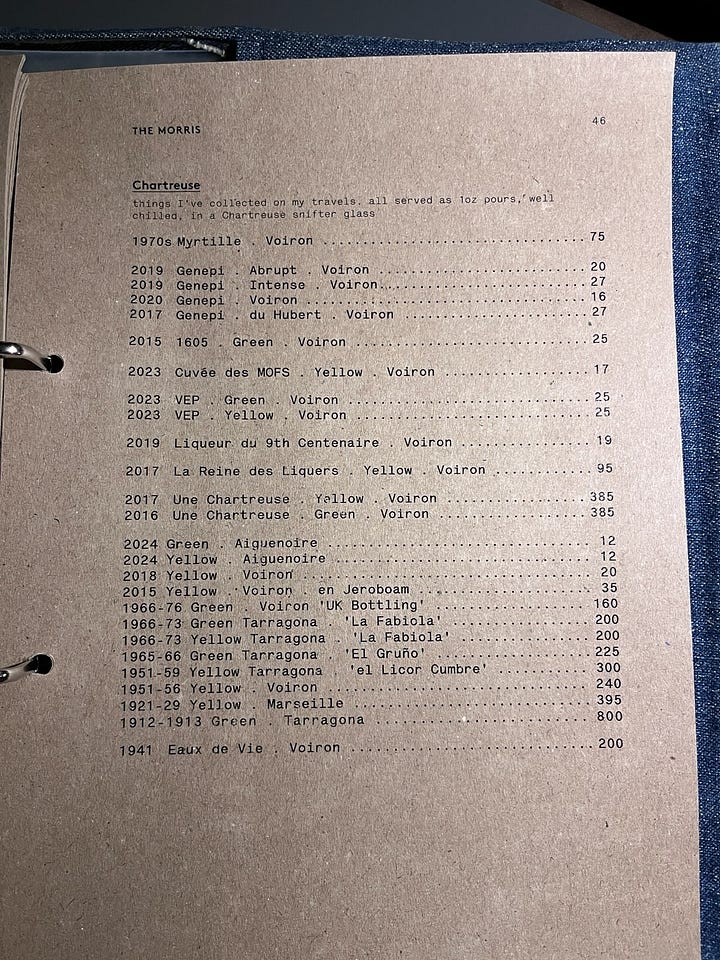 THE MORRIS
46
Chartreuse
things I've collected on my travels. all served as 1oz pours, well
chilled, in a Chartreuse snifter glass
1970s Myrtille . Voiron ................................. 75
2019 Genepi . Abrupt . Voiron ........................... 20
2019 Genepi . Intense . Voiron........................... 27
2020 Genepi . Voiron .................................... 16
2017 Genepi . du Hubert . Voiron ........................ 27
2015 1605 . Green . Voiron .............................. 25
2023 Cuvée des MOFS . Yellow . Voiron ................... 17
2023 VEP . Green . Voiron ............................... 25
2023 VEP . Yellow . Voiron .............................. 25
2019 Liqueur du 9th Centenaire . Voiron ................. 19
2017 La Reine des Liquers . Yellow . Voiron ............. 95
2017 Une Chartreuse . Yellow . Voiron ................... 385
2016 Une Chartreuse . Green . Voiron .................... 385
2024 Green . Aiguenoire ................................. 12
2024 Yellow . Aiguenoire ................................ 12
2018 Yellow . Voiron .................................... 20
2015 Yellow . Voiron . en Jeroboam ...................... 35
1966-76 Green . Voiron 'UK Bottling' .................... 160
1966-73 Green Tarragona . 'La Fabiola' .................. 200
1966-73 Yellow Tarragona . 'La Fabiola' ................. 200
1965-66 Green Tarragona . 'El Gruño' .................... 225
1951-59 Yellow Tarragona . 'el Licor Cumbre' ............ 300
1951-56 Yellow . Voiron ................................. 240
1921-29 Yellow . Marseille .............................. 395
1912-1913 Green . Tarragona ............................. 800
1941 Eaux de Vie . Voiron ............................... 200